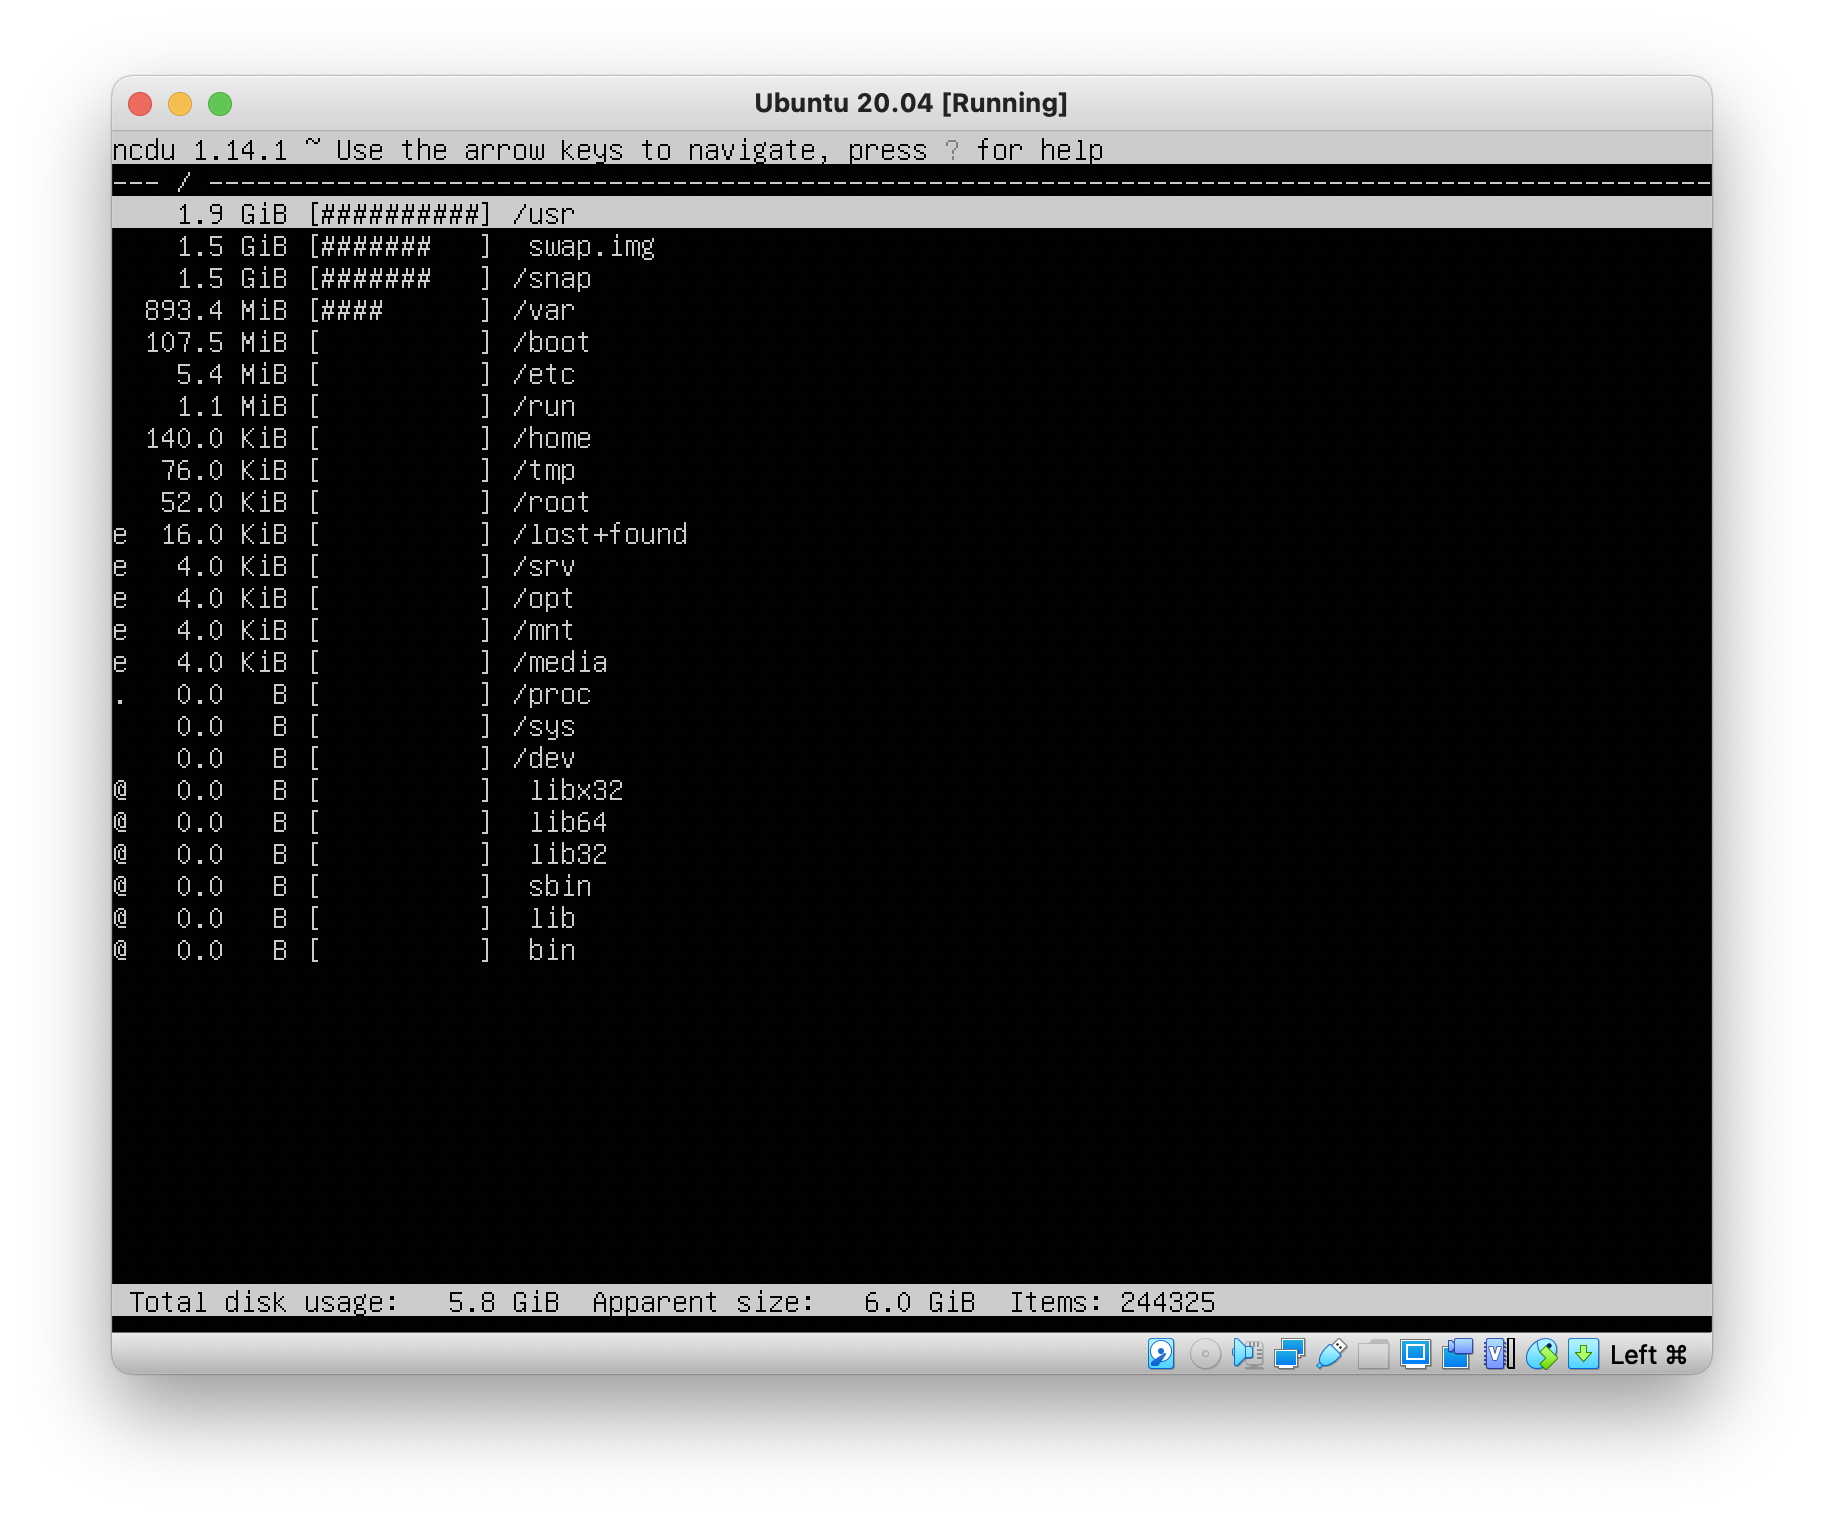 Ubuntu 20.04 [Running]
ncdu 1.14.1 ~ Use the arrow keys to navigate, press ? for help
--- / ----------------------------------------------------------------------------------------------
    1.9 GiB [##########] /usr
    1.5 GiB [#######   ]  swap.img
    1.5 GiB [#######   ] /snap
  893.4 MiB [####      ] /var
  107.5 MiB [          ] /boot
    5.4 MiB [          ] /etc
    1.1 MiB [          ] /run
  140.0 KiB [          ] /home
   76.0 KiB [          ] /tmp
   52.0 KiB [          ] /root
e  16.0 KiB [          ] /lost+found
e   4.0 KiB [          ] /srv
e   4.0 KiB [          ] /opt
e   4.0 KiB [          ] /mnt
e   4.0 KiB [          ] /media
.   0.0   B [          ] /proc
    0.0   B [          ] /sys
    0.0   B [          ] /dev
@   0.0   B [          ]  libx32
@   0.0   B [          ]  lib64
@   0.0   B [          ]  lib32
@   0.0   B [          ]  sbin
@   0.0   B [          ]  lib
@   0.0   B [          ]  bin
Total disk usage:   5.8 GiB  Apparent size:   6.0 GiB  Items: 244325
Left ⌘